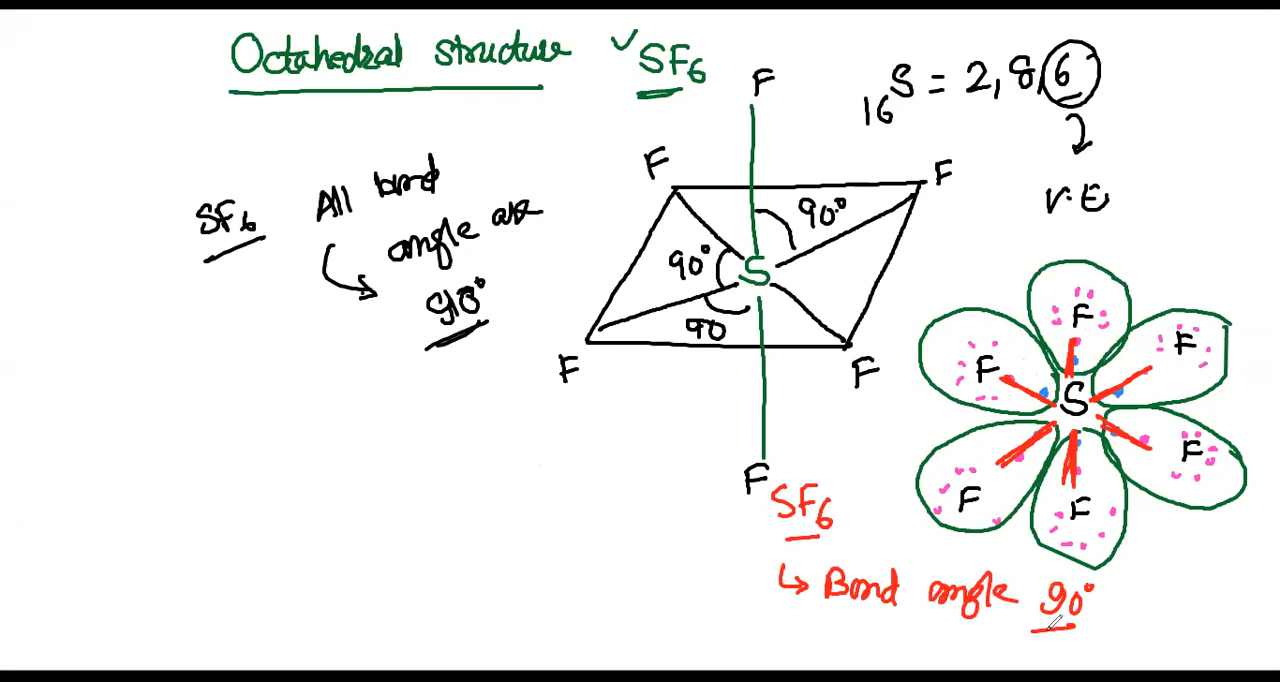 Octahedral structure ✓SF₆
₁₆S = 2, 8, 6
V.E
SF₆ All bond
angle are
90°
F
F
F
90°
90°
S
90
F
F
F
F
F
F
S
F
F
F
SF₆
↳ Bond angle 90°